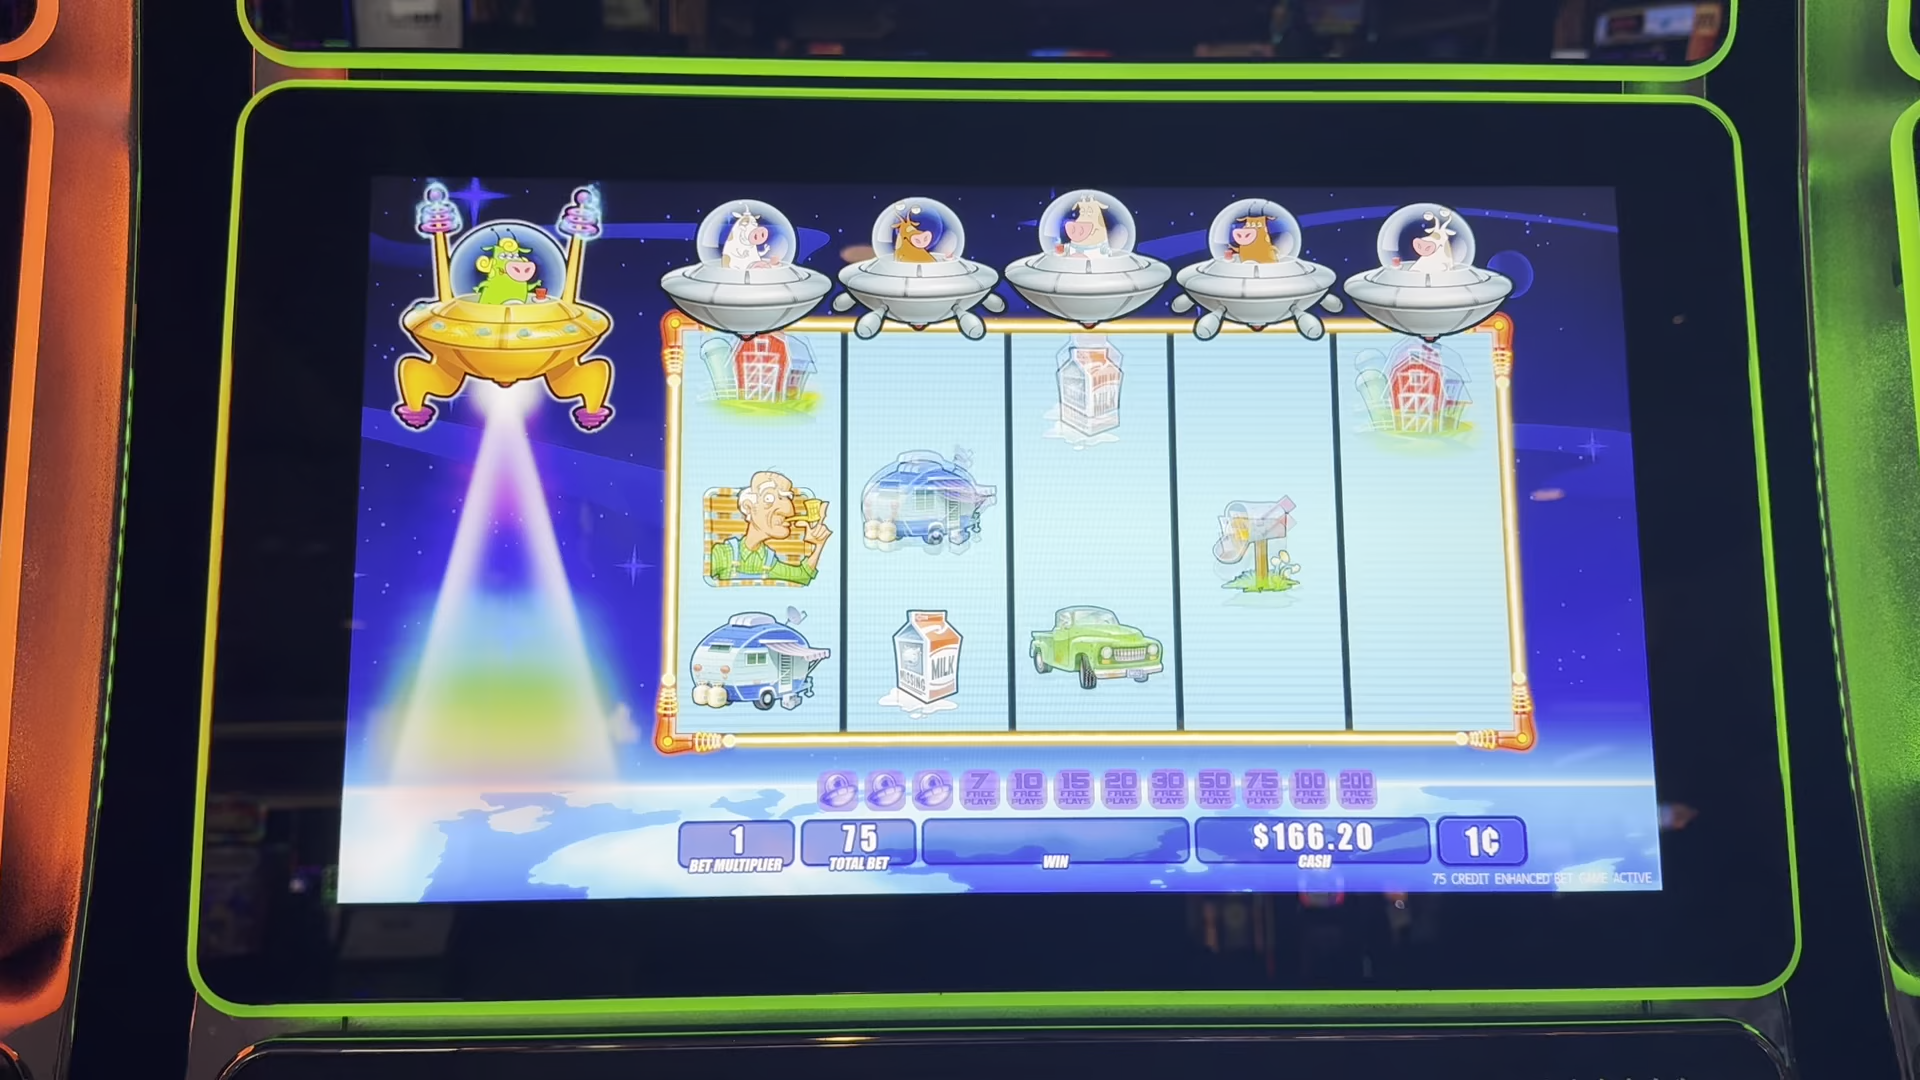 MILK
MILK
MISSING
7 FREE PLAYS
10 FREE PLAYS
15 FREE PLAYS
20 FREE PLAYS
30 FREE PLAYS
50 FREE PLAYS
75 FREE PLAYS
100 FREE PLAYS
200 FREE PLAYS
1
BET MULTIPLIER
75
TOTAL BET
WIN
$166.20
CASH
1¢
75 CREDIT ENHANCED BET GAME ACTIVE